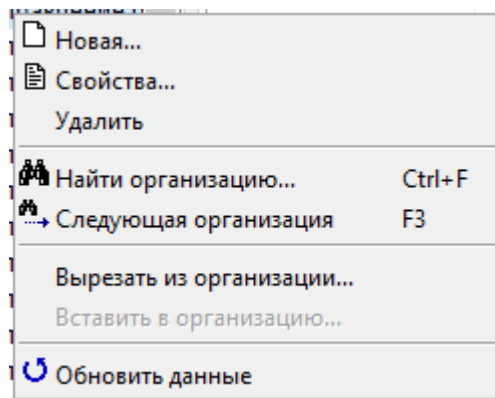 Новая...
Свойства...
Удалить
Найти организацию... Ctrl+F
Следующая организация F3
Вырезать из организации...
Вставить в организацию...
Обновить данные